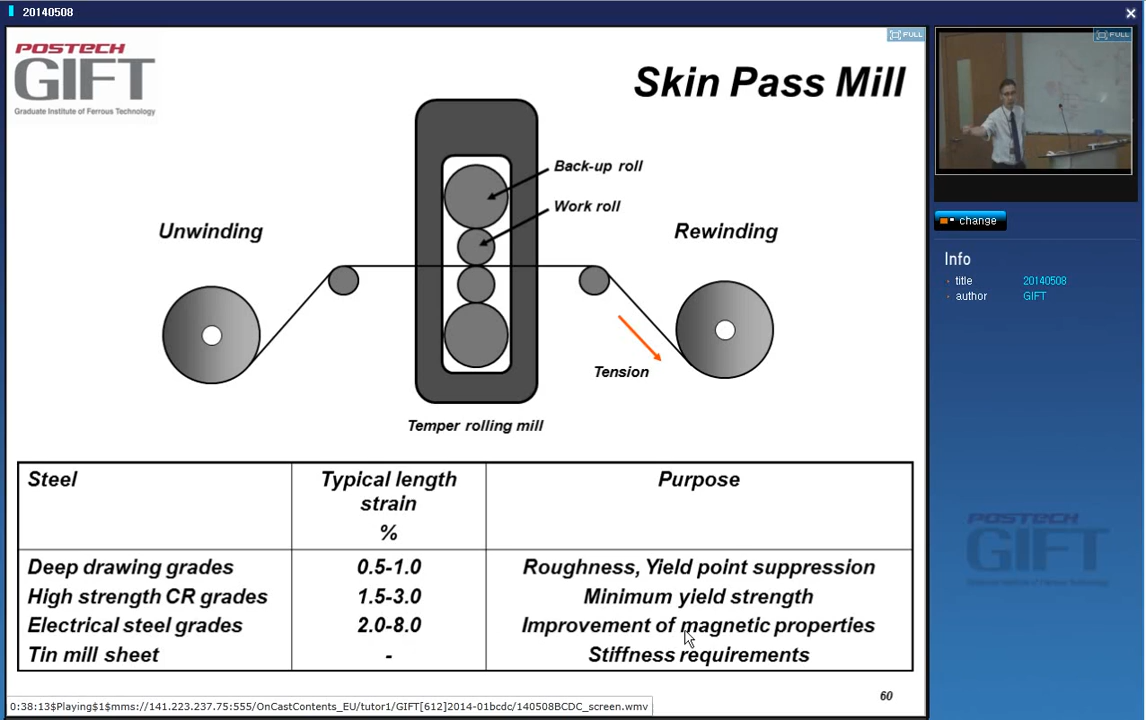 20140508
FULL
POSTECH
GIFT
Graduate Institute of Ferrous Technology
Skin Pass Mill
Back-up roll
Work roll
Unwinding
Rewinding
Tension
Temper rolling mill
Steel
Typical length
strain
%
Purpose
Deep drawing grades
0.5-1.0
Roughness, Yield point suppression
High strength CR grades
1.5-3.0
Minimum yield strength
Electrical steel grades
2.0-8.0
Improvement of magnetic properties
Tin mill sheet
-
Stiffness requirements
60
0:38:13$Playing$1$mms://141.223.237.75:555/OnCastContents_EU/tutor1/GIFT[612]2014-01bcdc/140508BCDC_screen.wmv
FULL
change
Info
title 20140508
author GIFT
POSTECH
GIFT